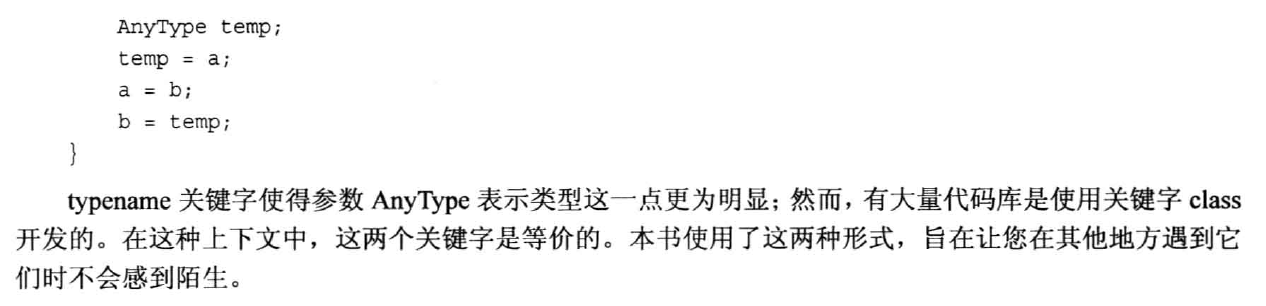 AnyType temp;
temp = a;
a = b;
b = temp;
}
typename 关键字使得参数 AnyType 表示类型这一点更为明显；然而，有大量代码库是使用关键字 class
开发的。在这种上下文中，这两个关键字是等价的。本书使用了这两种形式，旨在让您在其他地方遇到它
们时不会感到陌生。